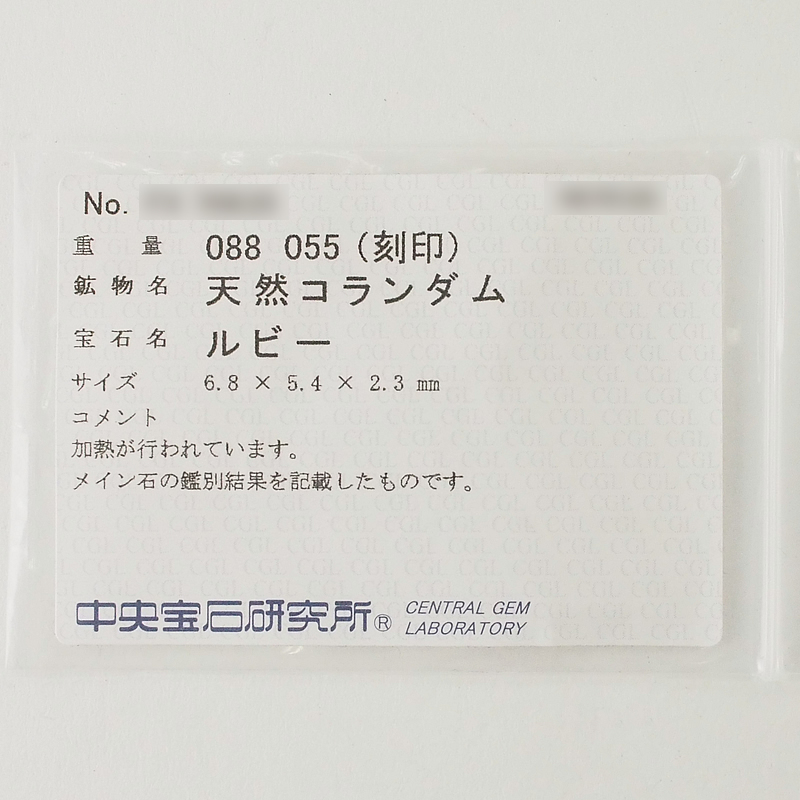 No.
重量 088 055 (刻印)
鉱物名 天然コランダム
宝石名 ルビー
サイズ 6.8 × 5.4 × 2.3 mm
コメント
加熱が行われています。
メイン石の鑑別結果を記載したものです。
中央宝石研究所® CENTRAL GEM
LABORATORY